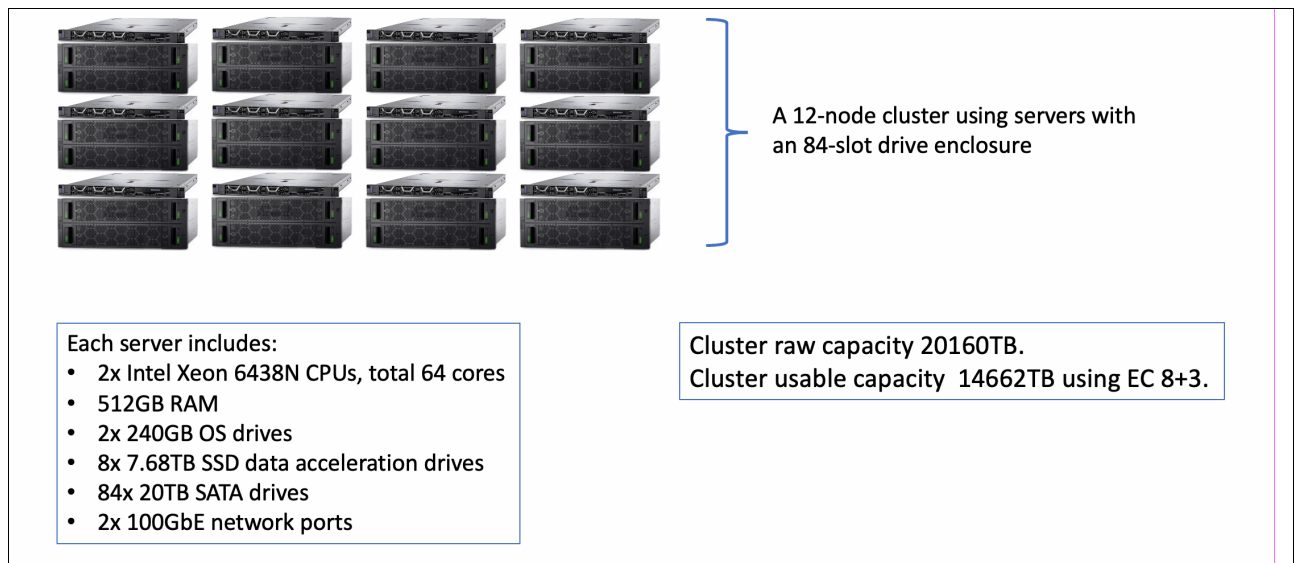 A 12-node cluster using servers with
an 84-slot drive enclosure
Each server includes:
• 2x Intel Xeon 6438N CPUs, total 64 cores
• 512GB RAM
• 2x 240GB OS drives
• 8x 7.68TB SSD data acceleration drives
• 84x 20TB SATA drives
• 2x 100GbE network ports
Cluster raw capacity 20160TB.
Cluster usable capacity 14662TB using EC 8+3.